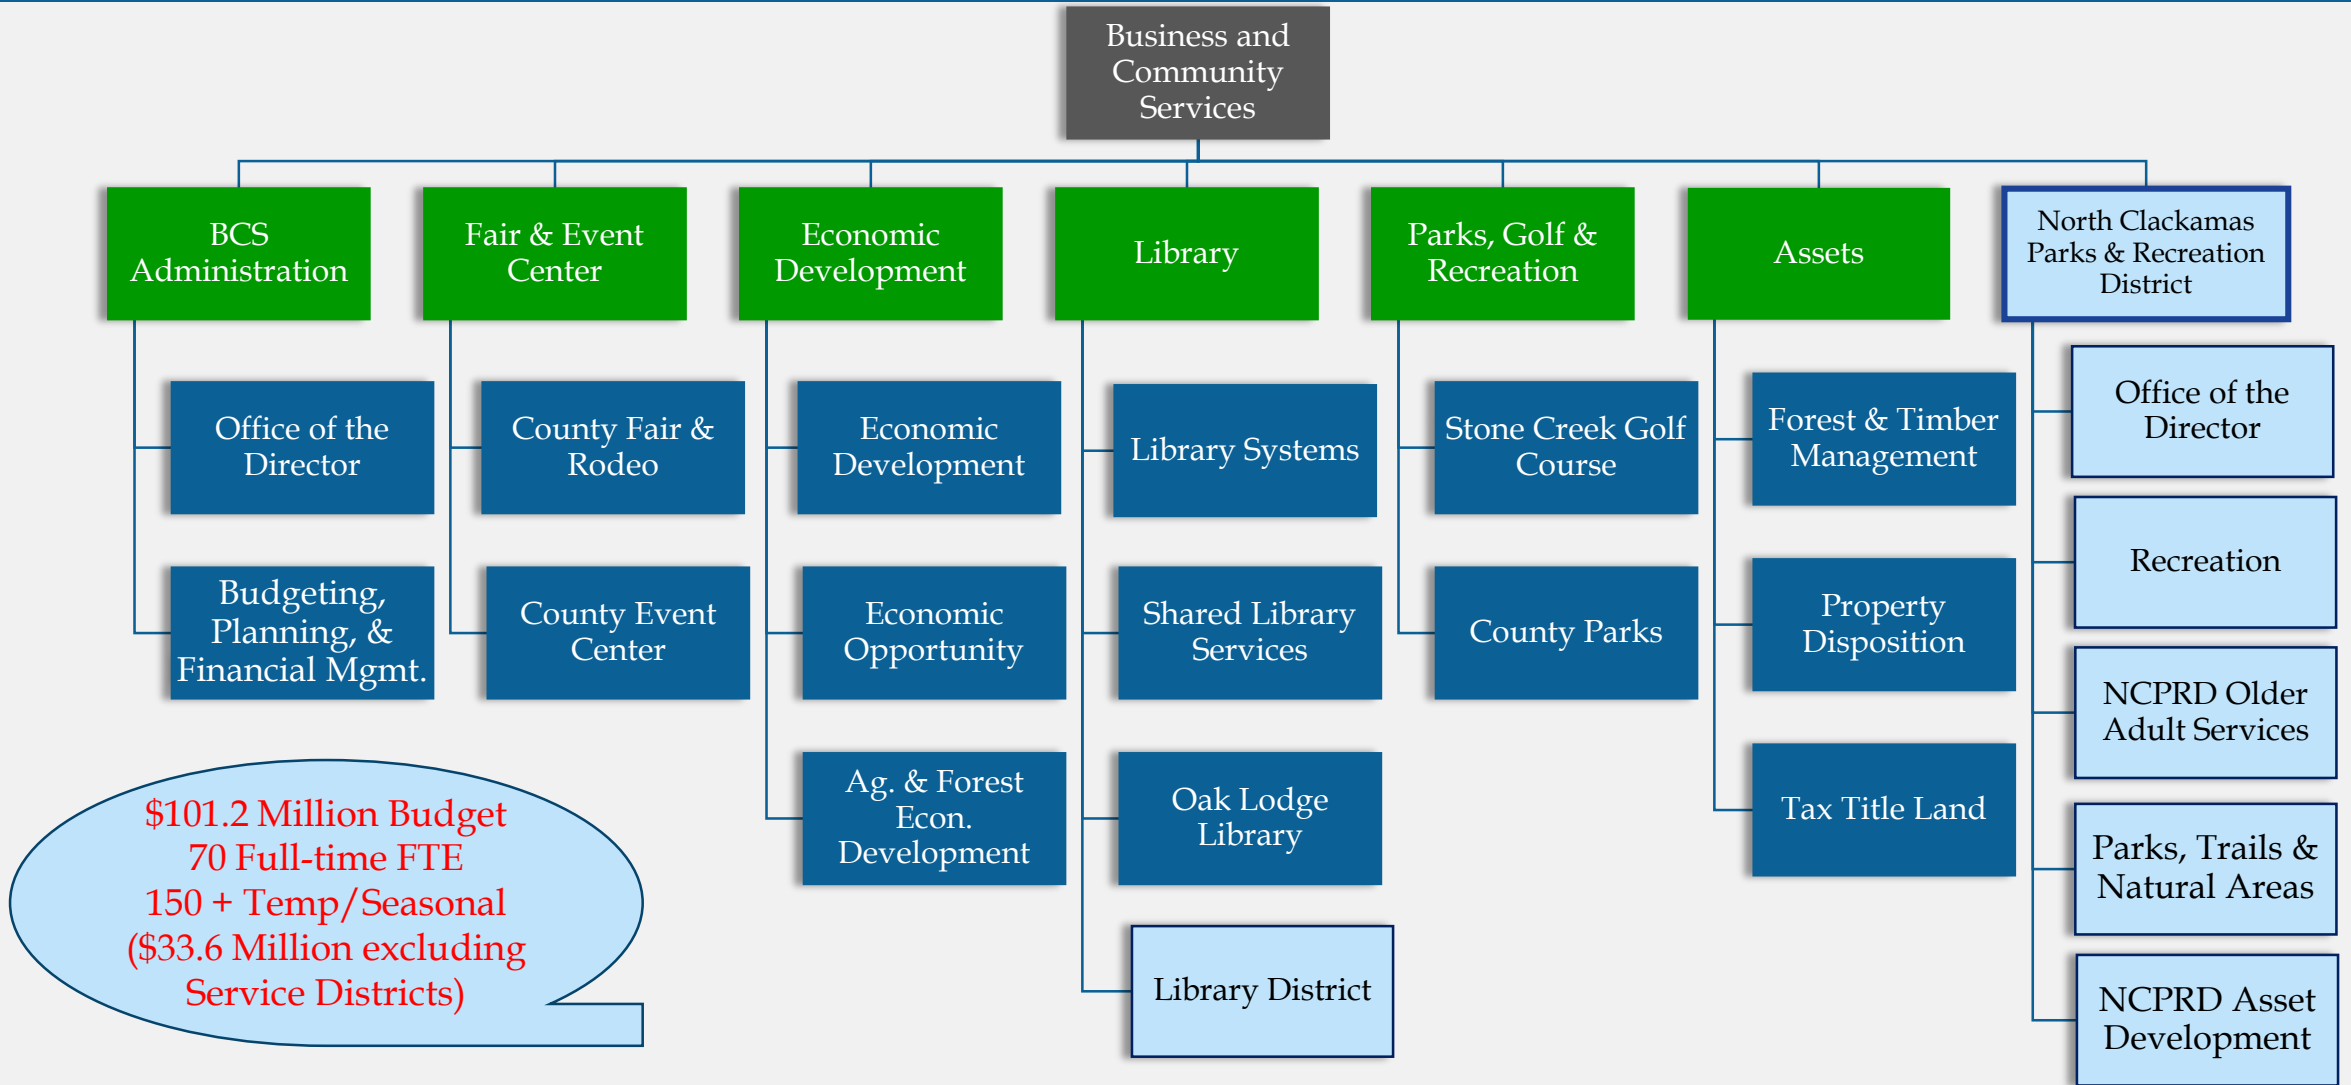 Business and
Community
Services
BCS
Administration
Fair & Event
Center
Economic
Development
Library
Parks, Golf &
Recreation
Assets
North Clackamas
Parks & Recreation
District
Office of the
Director
Budgeting,
Planning, &
Financial Mgmt.
County Fair &
Rodeo
County Event
Center
Economic
Development
Economic
Opportunity
Ag. & Forest
Econ.
Development
Library Systems
Shared Library
Services
Oak Lodge
Library
Library District
Stone Creek Golf
Course
County Parks
Forest & Timber
Management
Property
Disposition
Tax Title Land
Office of the
Director
Recreation
NCPRD Older
Adult Services
Parks, Trails &
Natural Areas
NCPRD Asset
Development
$101.2 Million Budget
70 Full-time FTE
150 + Temp/Seasonal
($33.6 Million excluding
Service Districts)